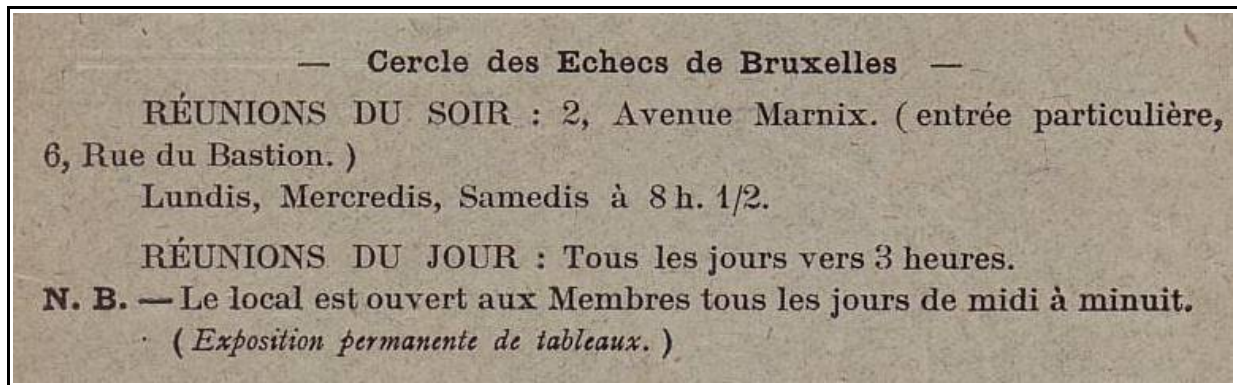 — Cercle des Echecs de Bruxelles —
RÉUNIONS DU SOIR : 2, Avenue Marnix. ( entrée particulière,
6, Rue du Bastion. )
Lundis, Mercredis, Samedis à 8 h. 1/2.
RÉUNIONS DU JOUR : Tous les jours vers 3 heures.
N. B. — Le local est ouvert aux Membres tous les jours de midi à minuit.
( Exposition permanente de tableaux. )